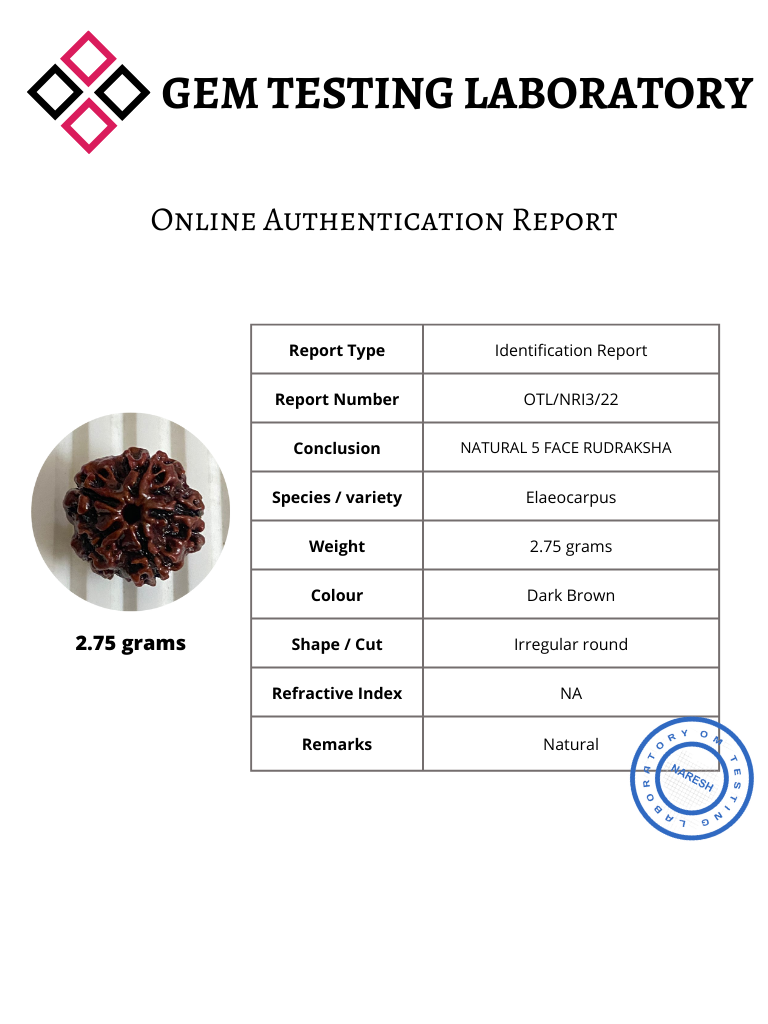 GEM TESTING LABORATORY
Online Authentication Report
Report Type Identification Report
Report Number OTL/NRI3/22
Conclusion NATURAL 5 FACE RUDRAKSHA
Species / variety Elaeocarpus
Weight 2.75 grams
Colour Dark Brown
Shape / Cut Irregular round
Refractive Index NA
Remarks Natural
2.75 grams
OM TESTING LABORATORY
NARESH